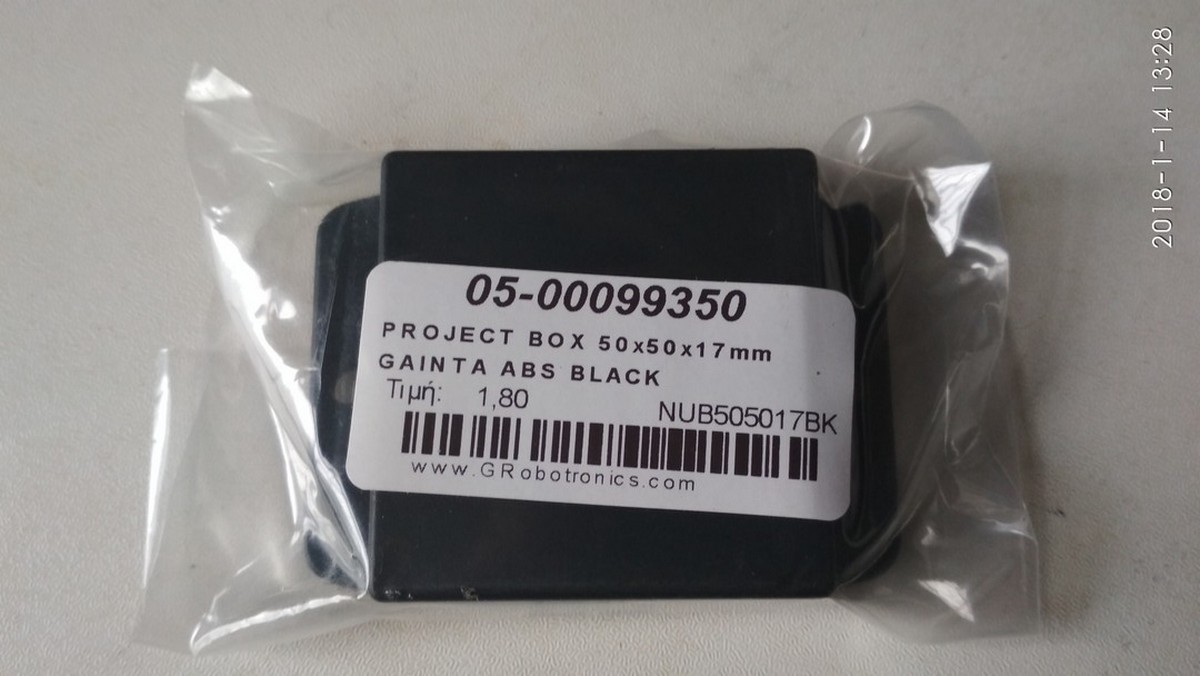 05-00099350
PROJECT BOX 50x50x17mm
GAINTA ABS BLACK
Τιμή: 1,80 NUB505017BK
www.GRobotronics.com
2018-1-14 13:28